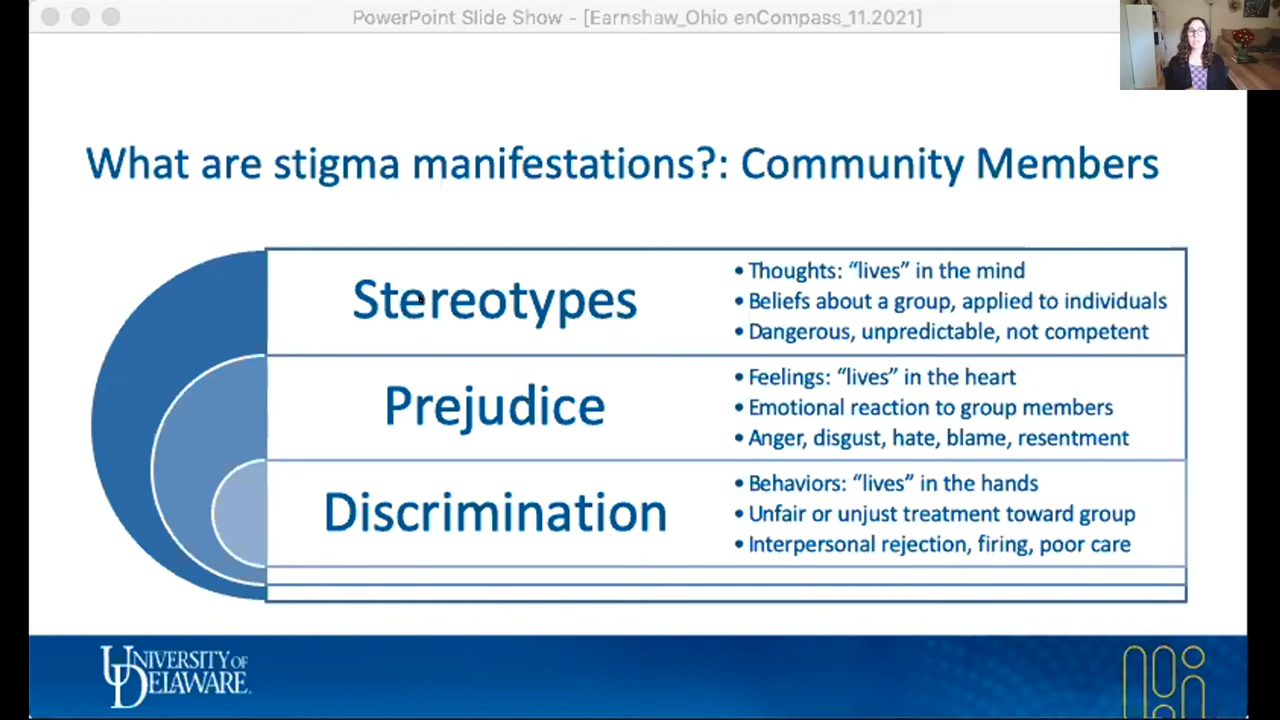 PowerPoint Slide Show - [Earnshaw_Ohio enCompass_11.2021]
What are stigma manifestations?: Community Members
Stereotypes
• Thoughts: “lives” in the mind
• Beliefs about a group, applied to individuals
• Dangerous, unpredictable, not competent
Prejudice
• Feelings: “lives” in the heart
• Emotional reaction to group members
• Anger, disgust, hate, blame, resentment
Discrimination
• Behaviors: “lives” in the hands
• Unfair or unjust treatment toward group
• Interpersonal rejection, firing, poor care
UNIVERSITY OF
DELAWARE